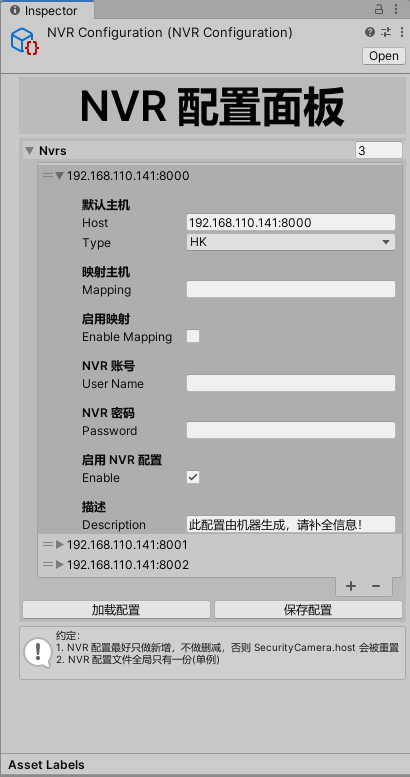 Inspector
NVR Configuration (NVR Configuration)
Open
NVR 配置面板
Nvrs 3
192.168.110.141:8000
默认主机
Host 192.168.110.141:8000
Type HK
映射主机
Mapping
启用映射
Enable Mapping
NVR 账号
User Name
NVR 密码
Password
启用 NVR 配置
Enable
描述
Description 此配置由机器生成，请补全信息！
192.168.110.141:8001
192.168.110.141:8002
加载配置 保存配置
约定：
1. NVR 配置最好只做新增，不做删减，否则 SecurityCamera.host 会被重置
2. NVR 配置文件全局只有一份(单例)
Asset Labels